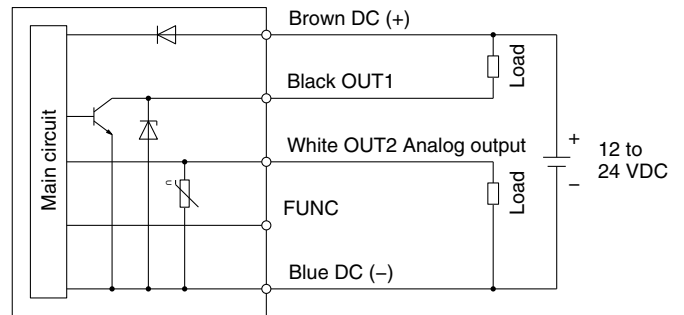 Brown DC (+)
Main circuit
Black OUT1
Load
White OUT2 Analog output
+
−
12 to
24 VDC
U
Load
FUNC
Blue DC (−)